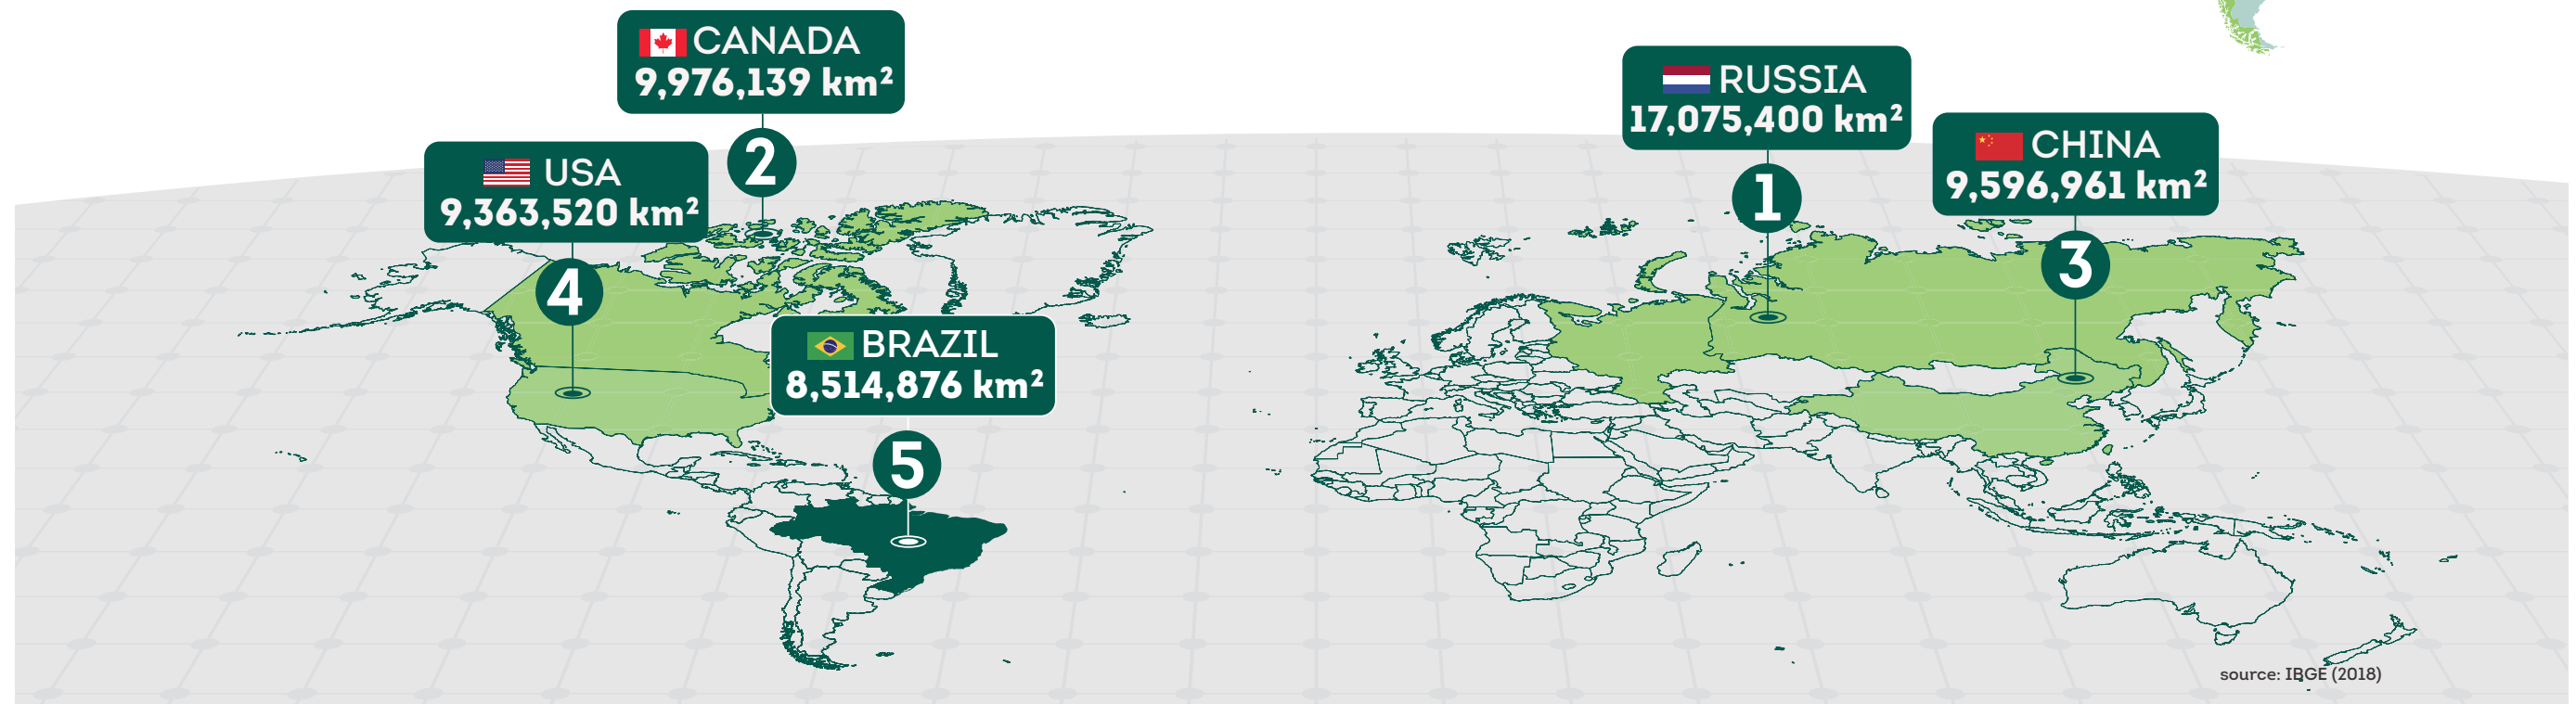 CANADA
9,976,139 km²
2
USA
9,363,520 km²
4
BRAZIL
8,514,876 km²
5
RUSSIA
17,075,400 km²
1
CHINA
9,596,961 km²
3
source: IBGE (2018)